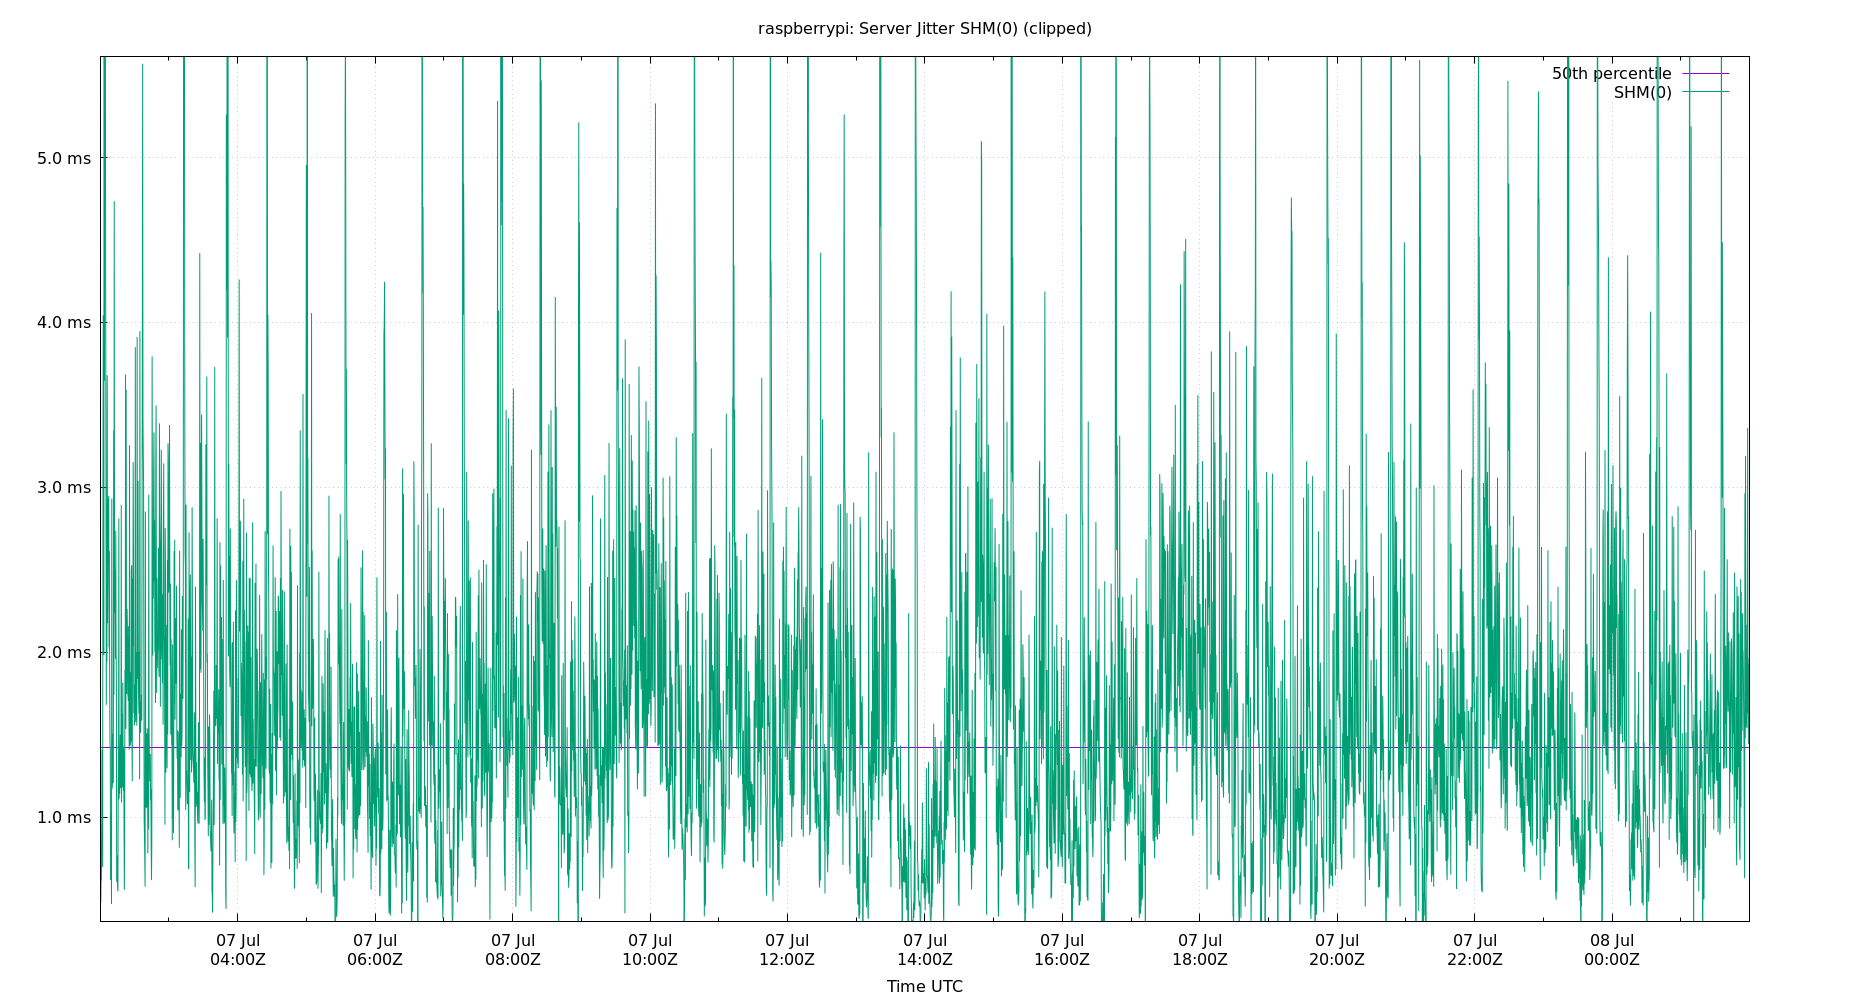 raspberrypi: Server Jitter SHM(0) (clipped)
50th percentile
SHM(0)
5.0 ms
4.0 ms
3.0 ms
2.0 ms
1.0 ms
07 Jul 07 Jul 07 Jul 07 Jul 07 Jul 07 Jul 07 Jul 07 Jul 07 Jul 07 Jul 08 Jul
04:00Z 06:00Z 08:00Z 10:00Z 12:00Z 14:00Z 16:00Z 18:00Z 20:00Z 22:00Z 00:00Z
Time UTC